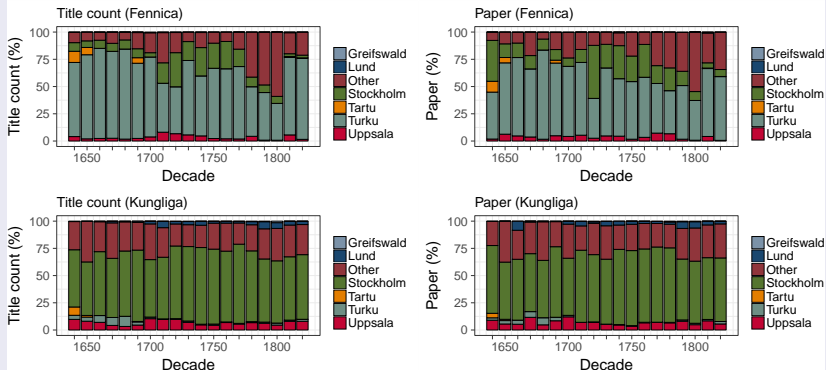 Title count (Fennica)
Title count (%)
100
75
50
25
0
1650
1700
1750
1800
Decade
Greifswald
Lund
Other
Stockholm
Tartu
Turku
Uppsala
Paper (Fennica)
Paper (%)
100
75
50
25
0
1650
1700
1750
1800
Decade
Greifswald
Lund
Other
Stockholm
Tartu
Turku
Uppsala
Title count (Kungliga)
Title count (%)
100
75
50
25
0
1650
1700
1750
1800
Decade
Greifswald
Lund
Other
Stockholm
Tartu
Turku
Uppsala
Paper (Kungliga)
Paper (%)
100
75
50
25
0
1650
1700
1750
1800
Decade
Greifswald
Lund
Other
Stockholm
Tartu
Turku
Uppsala